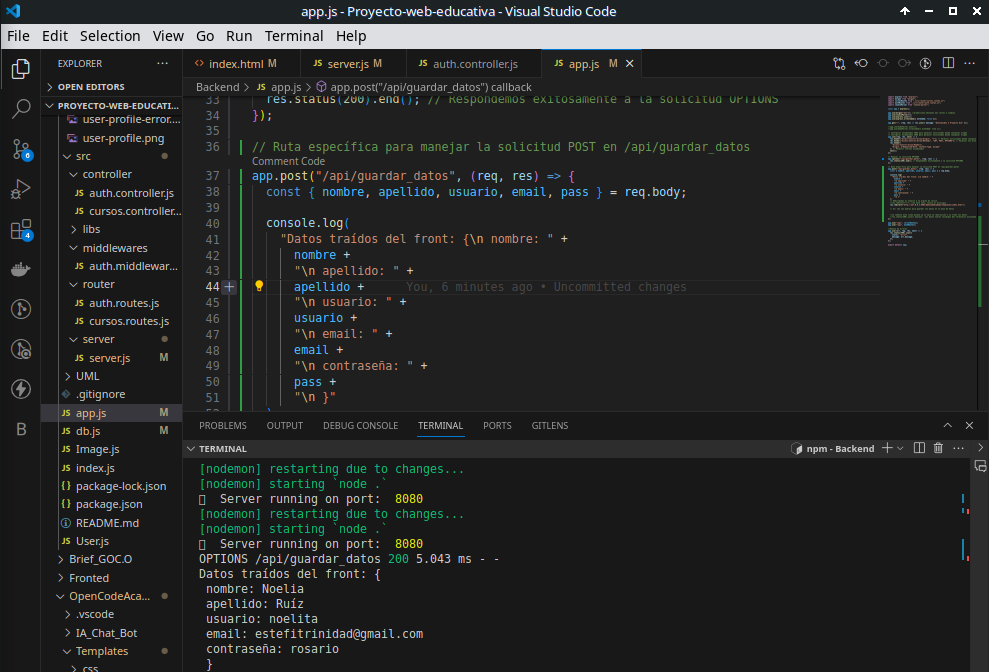 app.js - Proyecto-web-educativa - Visual Studio Code
File Edit Selection View Go Run Terminal Help
EXPLORER ...
index.html M
JS server.js M
JS auth.controller.js
JS app.js M
OPEN EDITORS
PROYECTO-WEB-EDUCATI...
user-profile-error....
user-profile.png
src
controller
JS auth.controller.js
JS cursos.controller...
libs
middlewares
JS auth.middlewar...
router
JS auth.routes.js
JS cursos.routes.js
server
JS server.js M
UML
.gitignore
JS app.js M
JS db.js M
JS Image.js
JS index.js
{} package-lock.json
{} package.json
README.md
JS User.js
Brief_GOC.O
Fronted
OpenCodeAca...
.vscode
IA_Chat_Bot
Templates
css
6
4
B
Backend > JS app.js > app.post("/api/guardar_datos") callback
33 res.status(200).end(); // Respondemos exitosamente a la solicitud OPTIONS
34 });
35
36 // Ruta específica para manejar la solicitud POST en /api/guardar_datos
Comment Code
37 app.post("/api/guardar_datos", (req, res) => {
38 const { nombre, apellido, usuario, email, pass } = req.body;
39
40 console.log(
41 "Datos traídos del front: {\n nombre: " +
42 nombre +
43 "\n apellido: " +
44 apellido + You, 6 minutes ago • Uncommitted changes
45 "\n usuario: " +
46 usuario +
47 "\n email: " +
48 email +
49 "\n contraseña: " +
50 pass +
51 "\n }"
PROBLEMS OUTPUT DEBUG CONSOLE TERMINAL PORTS GITLENS
TERMINAL
npm - Backend
[nodemon] restarting due to changes...
[nodemon] starting `node .`
Server running on port: 8080
[nodemon] restarting due to changes...
[nodemon] starting `node .`
Server running on port: 8080
OPTIONS /api/guardar_datos 200 5.043 ms - -
Datos traídos del front: {
nombre: Noelia
apellido: Ruíz
usuario: noelita
email: estefitrinidad@gmail.com
contraseña: rosario
}